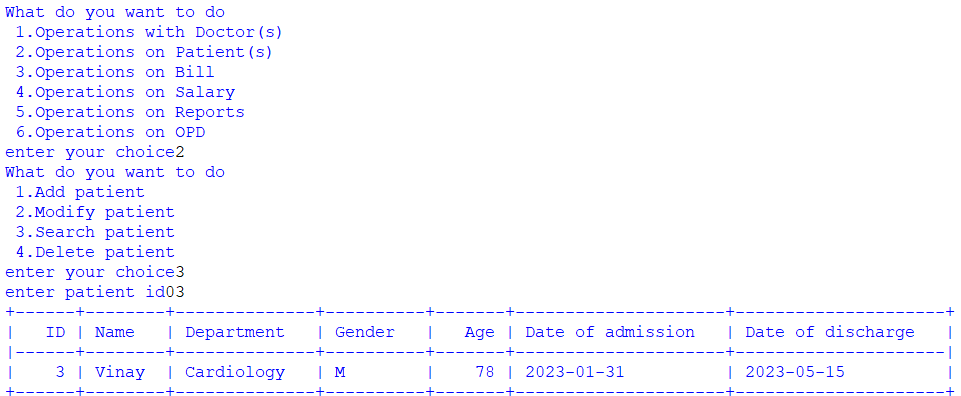 What do you want to do
 1.Operations with Doctor(s)
 2.Operations on Patient(s)
 3.Operations on Bill
 4.Operations on Salary
 5.Operations on Reports
 6.Operations on OPD
enter your choice2
What do you want to do
 1.Add patient
 2.Modify patient
 3.Search patient
 4.Delete patient
enter your choice3
enter patient id03
+------+--------+--------------+----------+-------+---------------------+---------------------+
|   ID | Name   | Department   | Gender   |   Age | Date of admission   | Date of discharge   |
|------+--------+--------------+----------+-------+---------------------+---------------------|
|    3 | Vinay  | Cardiology   | M        |    78 | 2023-01-31          | 2023-05-15          |
+------+--------+--------------+----------+-------+---------------------+---------------------+